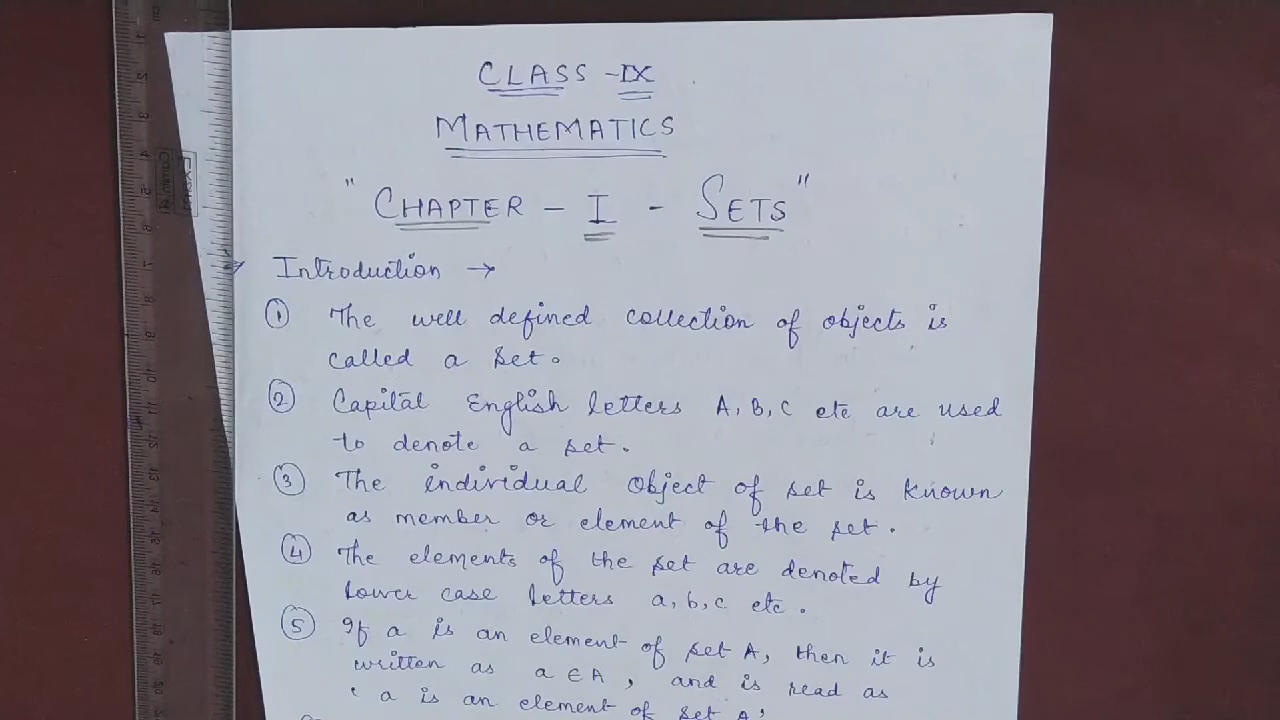 CLASS - IX
MATHEMATICS
" CHAPTER - I - SETS "
Introduction →
① The well defined collection of objects is
called a set.
② Capital English letters A, B, C etc are used
to denote a set.
③ The individual object of set is known
as member or element of the set.
④ The elements of the set are denoted by
lower case letters a, b, c etc.
⑤ If a is an element of set A, then it is
written as a ∈ A, and is read as
' a is an element of set A'